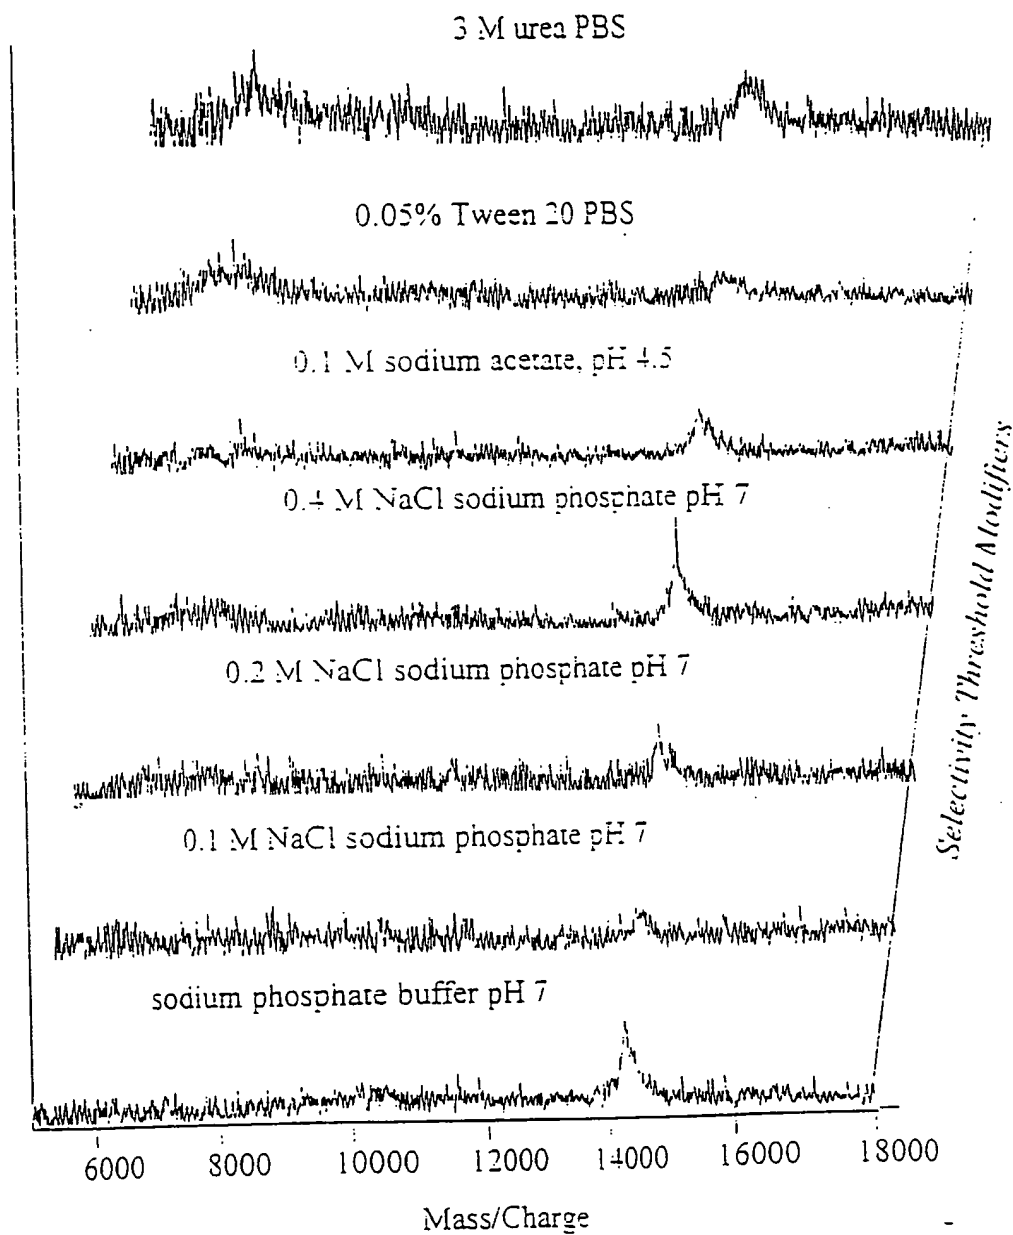 3 M urea PBS
0.05% Tween 20 PBS
0.1 M sodium acetate, pH 4.5
0.4 M NaCl sodium phosphate pH 7
0.2 M NaCl sodium phosphate pH 7
0.1 M NaCl sodium phosphate pH 7
sodium phosphate buffer pH 7
Selectivity Threshold Modifiers
6000 8000 10000 12000 14000 16000 18000
Mass/Charge